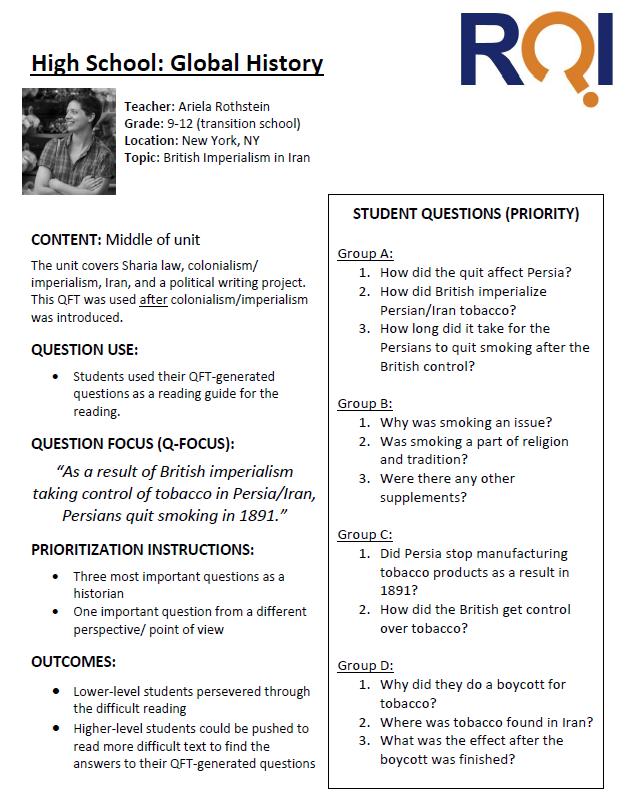 RQI
High School: Global History
Teacher: Ariela Rothstein
Grade: 9-12 (transition school)
Location: New York, NY
Topic: British Imperialism in Iran
CONTENT: Middle of unit
The unit covers Sharia law, colonialism/
imperialism, Iran, and a political writing project.
This QFT was used after colonialism/imperialism
was introduced.
QUESTION USE:
• Students used their QFT-generated
questions as a reading guide for the
reading.
QUESTION FOCUS (Q-FOCUS):
“As a result of British imperialism
taking control of tobacco in Persia/Iran,
Persians quit smoking in 1891.”
PRIORITIZATION INSTRUCTIONS:
• Three most important questions as a
historian
• One important question from a different
perspective/ point of view
OUTCOMES:
• Lower-level students persevered through
the difficult reading
• Higher-level students could be pushed to
read more difficult text to find the
answers to their QFT-generated questions
STUDENT QUESTIONS (PRIORITY)
Group A:
1. How did the quit affect Persia?
2. How did British imperialize
Persian/Iran tobacco?
3. How long did it take for the
Persians to quit smoking after the
British control?
Group B:
1. Why was smoking an issue?
2. Was smoking a part of religion
and tradition?
3. Were there any other
supplements?
Group C:
1. Did Persia stop manufacturing
tobacco products as a result in
1891?
2. How did the British get control
over tobacco?
Group D:
1. Why did they do a boycott for
tobacco?
2. Where was tobacco found in Iran?
3. What was the effect after the
boycott was finished?